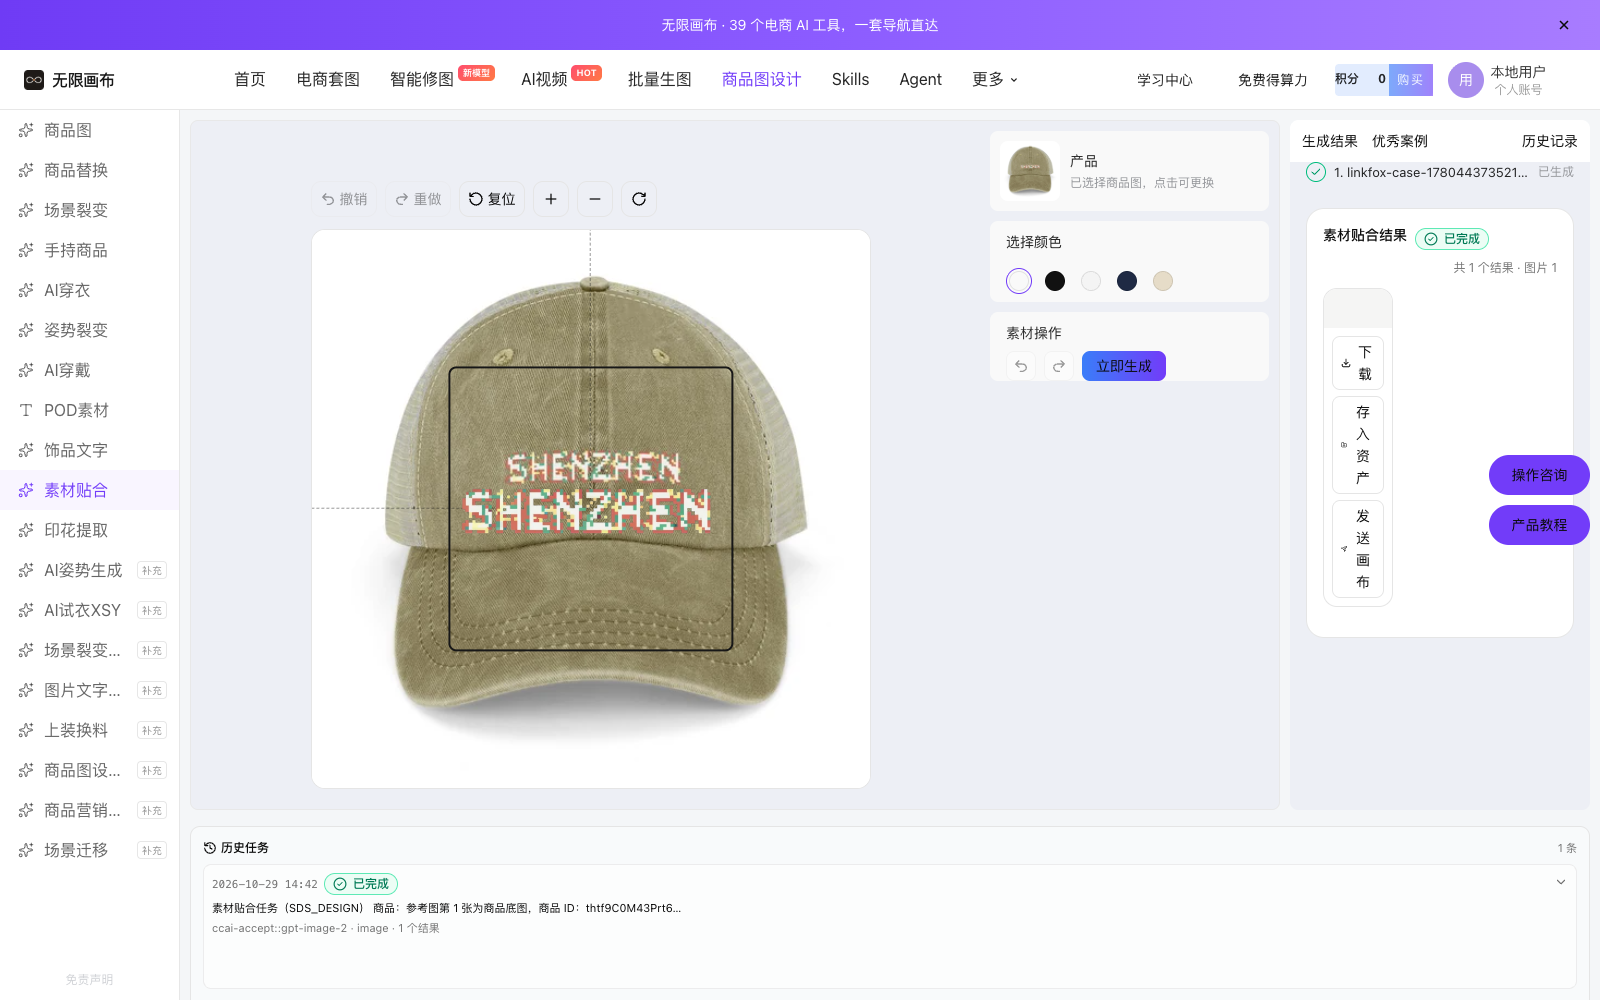 无限画布 · 39 个电商 AI 工具，一套导航直达
无限画布
首页
电商套图
智能修图
新模型
AI视频
HOT
批量生图
商品图设计
Skills
Agent
更多
学习中心
免费得算力
积分 0
购买
用
本地用户
个人账号
商品图
商品替换
场景裂变
手持商品
AI穿衣
姿势裂变
AI穿戴
POD素材
饰品文字
素材贴合
印花提取
AI姿势生成 补充
AI试衣XSY 补充
场景裂变... 补充
图片文字... 补充
上装换料 补充
商品图设... 补充
商品营销... 补充
场景迁移 补充
免责声明
撤销
重做
复位
SHENZHEN
SHENZHEN
产品
已选择商品图，点击可更换
选择颜色
素材操作
立即生成
生成结果
优秀案例
历史记录
1. linkfox-case-178044373521... 已生成
素材贴合结果
已完成
共 1 个结果 · 图片 1
下载
存入资产
发送画布
操作咨询
产品教程
历史任务
1 条
2026-10-29 14:42
已完成
素材贴合任务（SDS_DESIGN） 商品：参考图第 1 张为商品底图，商品 ID：thtf9C0M43Prt6...
ccai-accept::gpt-image-2 · image · 1 个结果